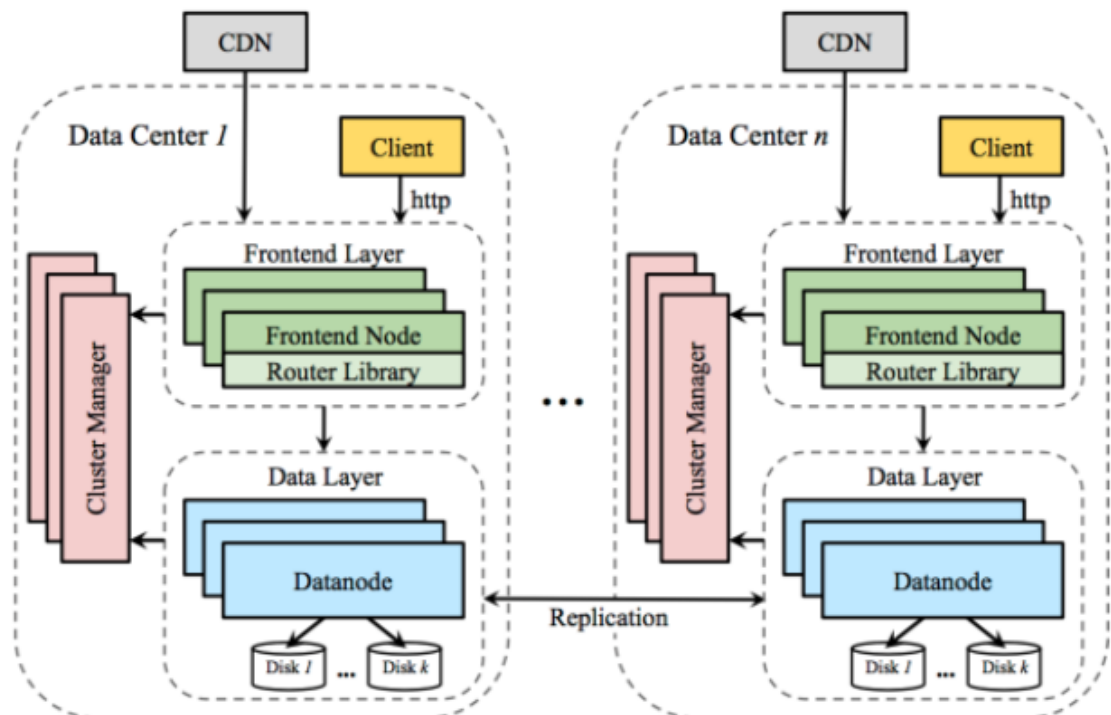 CDN
Data Center 1
Client
http
Frontend Layer
Frontend Node
Router Library
Cluster Manager
Data Layer
Datanode
Disk 1
...
Disk k
...
Replication
CDN
Data Center n
Client
http
Frontend Layer
Frontend Node
Router Library
Cluster Manager
Data Layer
Datanode
Disk 1
...
Disk k